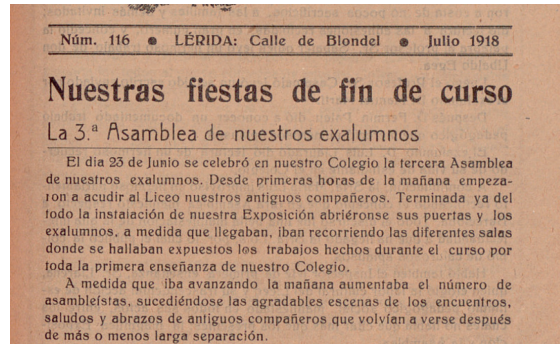 Núm. 116 ● LÉRIDA: Calle de Blondel ● Julio 1918
Nuestras fiestas de fin de curso
La 3.ª Asamblea de nuestros exalumnos
El dia 23 de Junio se celebró en nuestro Colegio la tercera Asamblea
de nuestros exalumnos. Desde primeras horas de la mañana empeza-
ron a acudir al Liceo nuestros antiguos compañeros. Terminada ya del
todo la instalación de nuestra Exposición abriéronse sus puertas y los
exalumnos, a medida que llegaban, iban recorriendo las diferentes salas
donde se hallaban expuestos los trabajos hechos durante el curso por
toda la primera enseñanza de nuestro Colegio.
A medida que iba avanzando la mañana aumentaba el número de
asambleístas, sucediéndose las agradables escenas de los encuentros,
saludos y abrazos de antiguos compañeros que volvían a verse después
de más o menos larga separación.